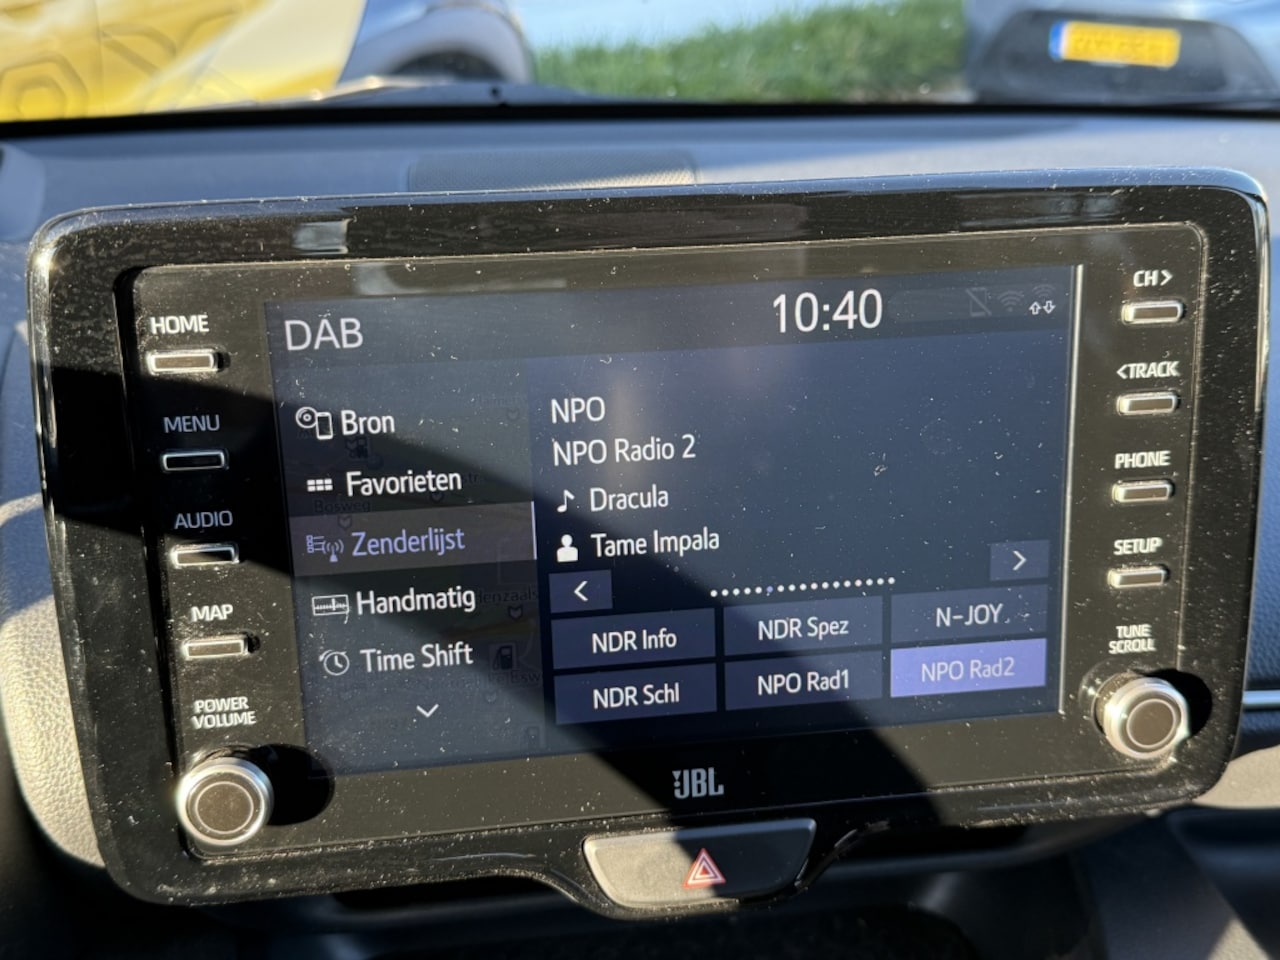 HOME
MENU
AUDIO
MAP
POWER
VOLUME
DAB
10:40
Bron
Favorieten
Zenderlijst
Handmatig
Time Shift
NPO
NPO Radio 2
Dracula
Tame Impala
<
>
NDR Info
NDR Spez
N-JOY
NDR Schl
NPO Rad1
NPO Rad2
CH>
<TRACK
PHONE
SETUP
TUNE
SCROLL
JBL